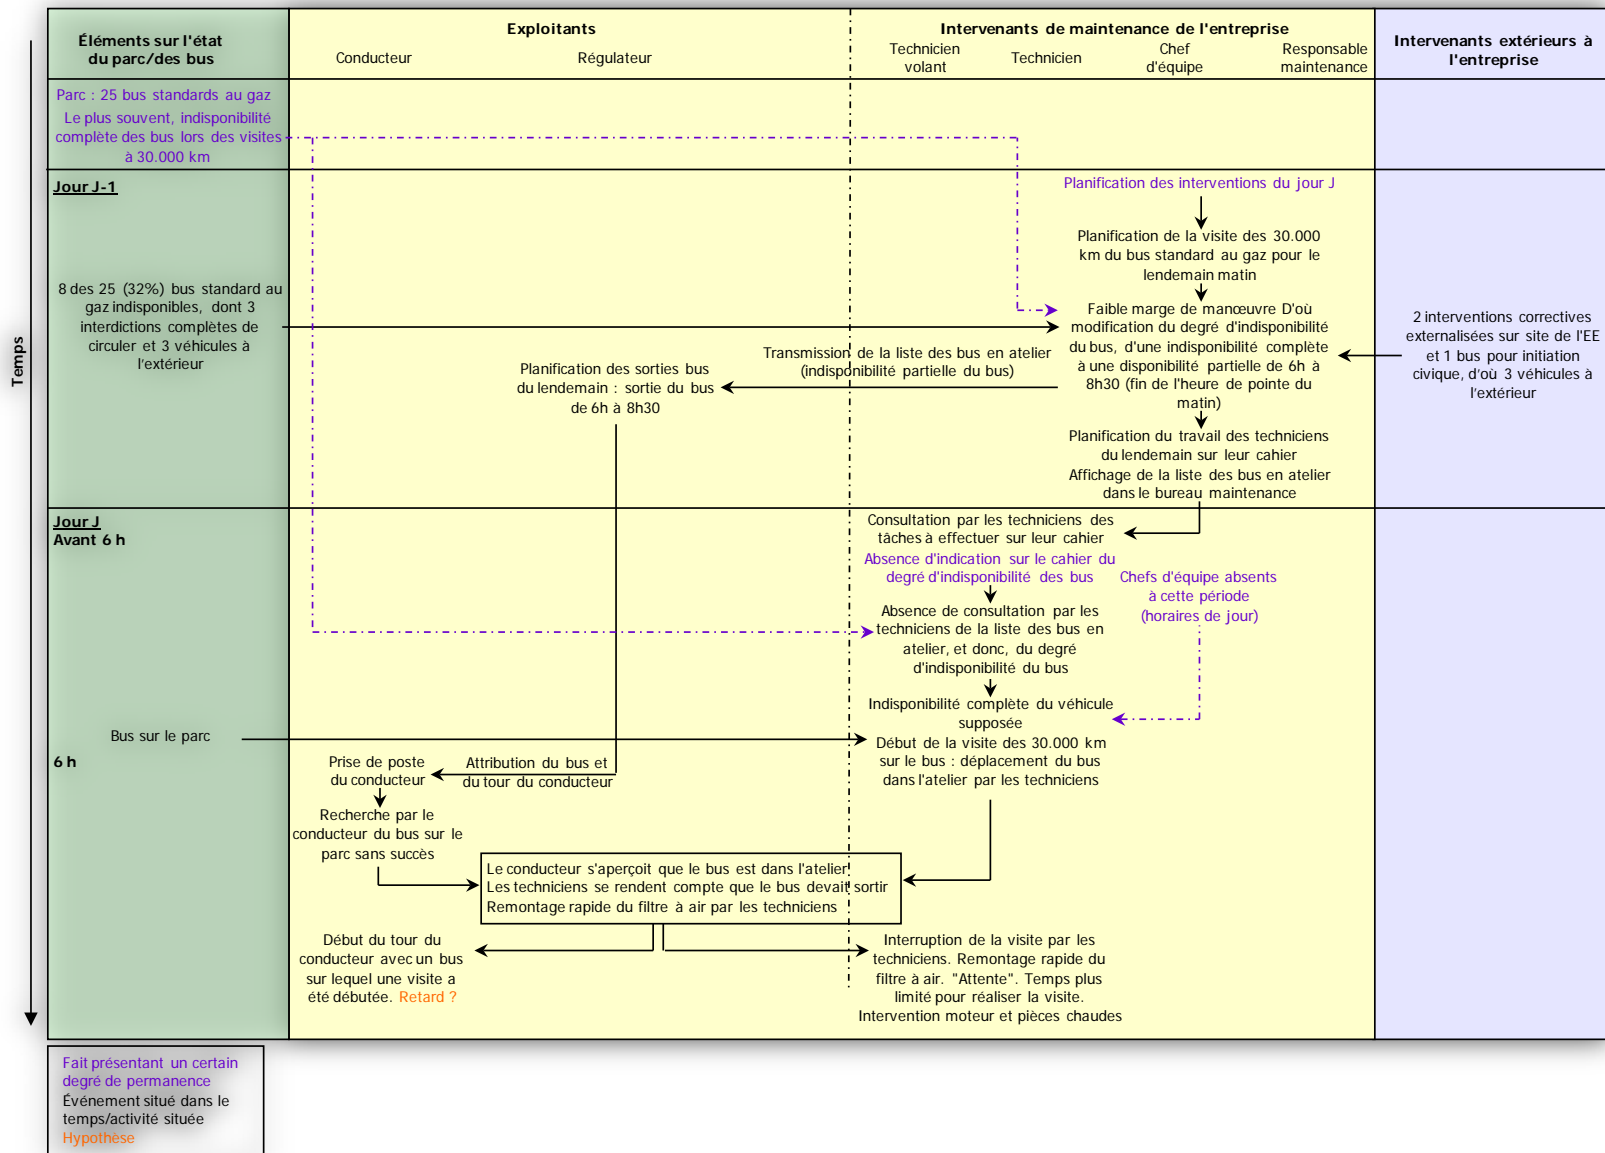 Éléments sur l'état
du parc/des bus
Exploitants
Conducteur
Régulateur
Intervenants de maintenance de l'entreprise
Technicien
volant
Technicien
Chef
d'équipe
Responsable
maintenance
Intervenants extérieurs à
l'entreprise
Temps
Parc : 25 bus standards au gaz
Le plus souvent, indisponibilité
complète des bus lors des visites
à 30.000 km
Jour J-1
Planification des interventions du jour J
Planification de la visite des 30.000
km du bus standard au gaz pour le
lendemain matin
8 des 25 (32%) bus standard au
gaz indisponibles, dont 3
interdictions complètes de
circuler et 3 véhicules à
l'extérieur
Faible marge de manœuvre D'où
modification du degré d'indisponibilité
du bus, d'une indisponibilité complète
à une disponibilité partielle de 6h à
8h30 (fin de l'heure de pointe du
matin)
2 interventions correctives
externalisées sur site de l'EE
et 1 bus pour initiation
civique, d'où 3 véhicules à
l'extérieur
Transmission de la liste des bus en atelier
(indisponibilité partielle du bus)
Planification des sorties bus
du lendemain : sortie du bus
de 6h à 8h30
Planification du travail des techniciens
du lendemain sur leur cahier
Affichage de la liste des bus en atelier
dans le bureau maintenance
Jour J
Avant 6 h
Consultation par les techniciens des
tâches à effectuer sur leur cahier
Absence d'indication sur le cahier du
degré d'indisponibilité des bus
Chefs d'équipe absents
à cette période
(horaires de jour)
Absence de consultation par les
techniciens de la liste des bus en
atelier, et donc, du degré
d'indisponibilité du bus
Indisponibilité complète du véhicule
supposée
Bus sur le parc
Début de la visite des 30.000 km
sur le bus : déplacement du bus
dans l'atelier par les techniciens
6 h
Prise de poste
du conducteur
Attribution du bus et
du tour du conducteur
Recherche par le
conducteur du bus sur le
parc sans succès
Le conducteur s'aperçoit que le bus est dans l'atelier
Les techniciens se rendent compte que le bus devait sortir
Remontage rapide du filtre à air par les techniciens
Début du tour du
conducteur avec un bus
sur lequel une visite a
été débutée. Retard ?
Interruption de la visite par les
techniciens. Remontage rapide du
filtre à air. "Attente". Temps plus
limité pour réaliser la visite.
Intervention moteur et pièces chaudes
Fait présentant un certain
degré de permanence
Événement situé dans le
temps/activité située
Hypothèse